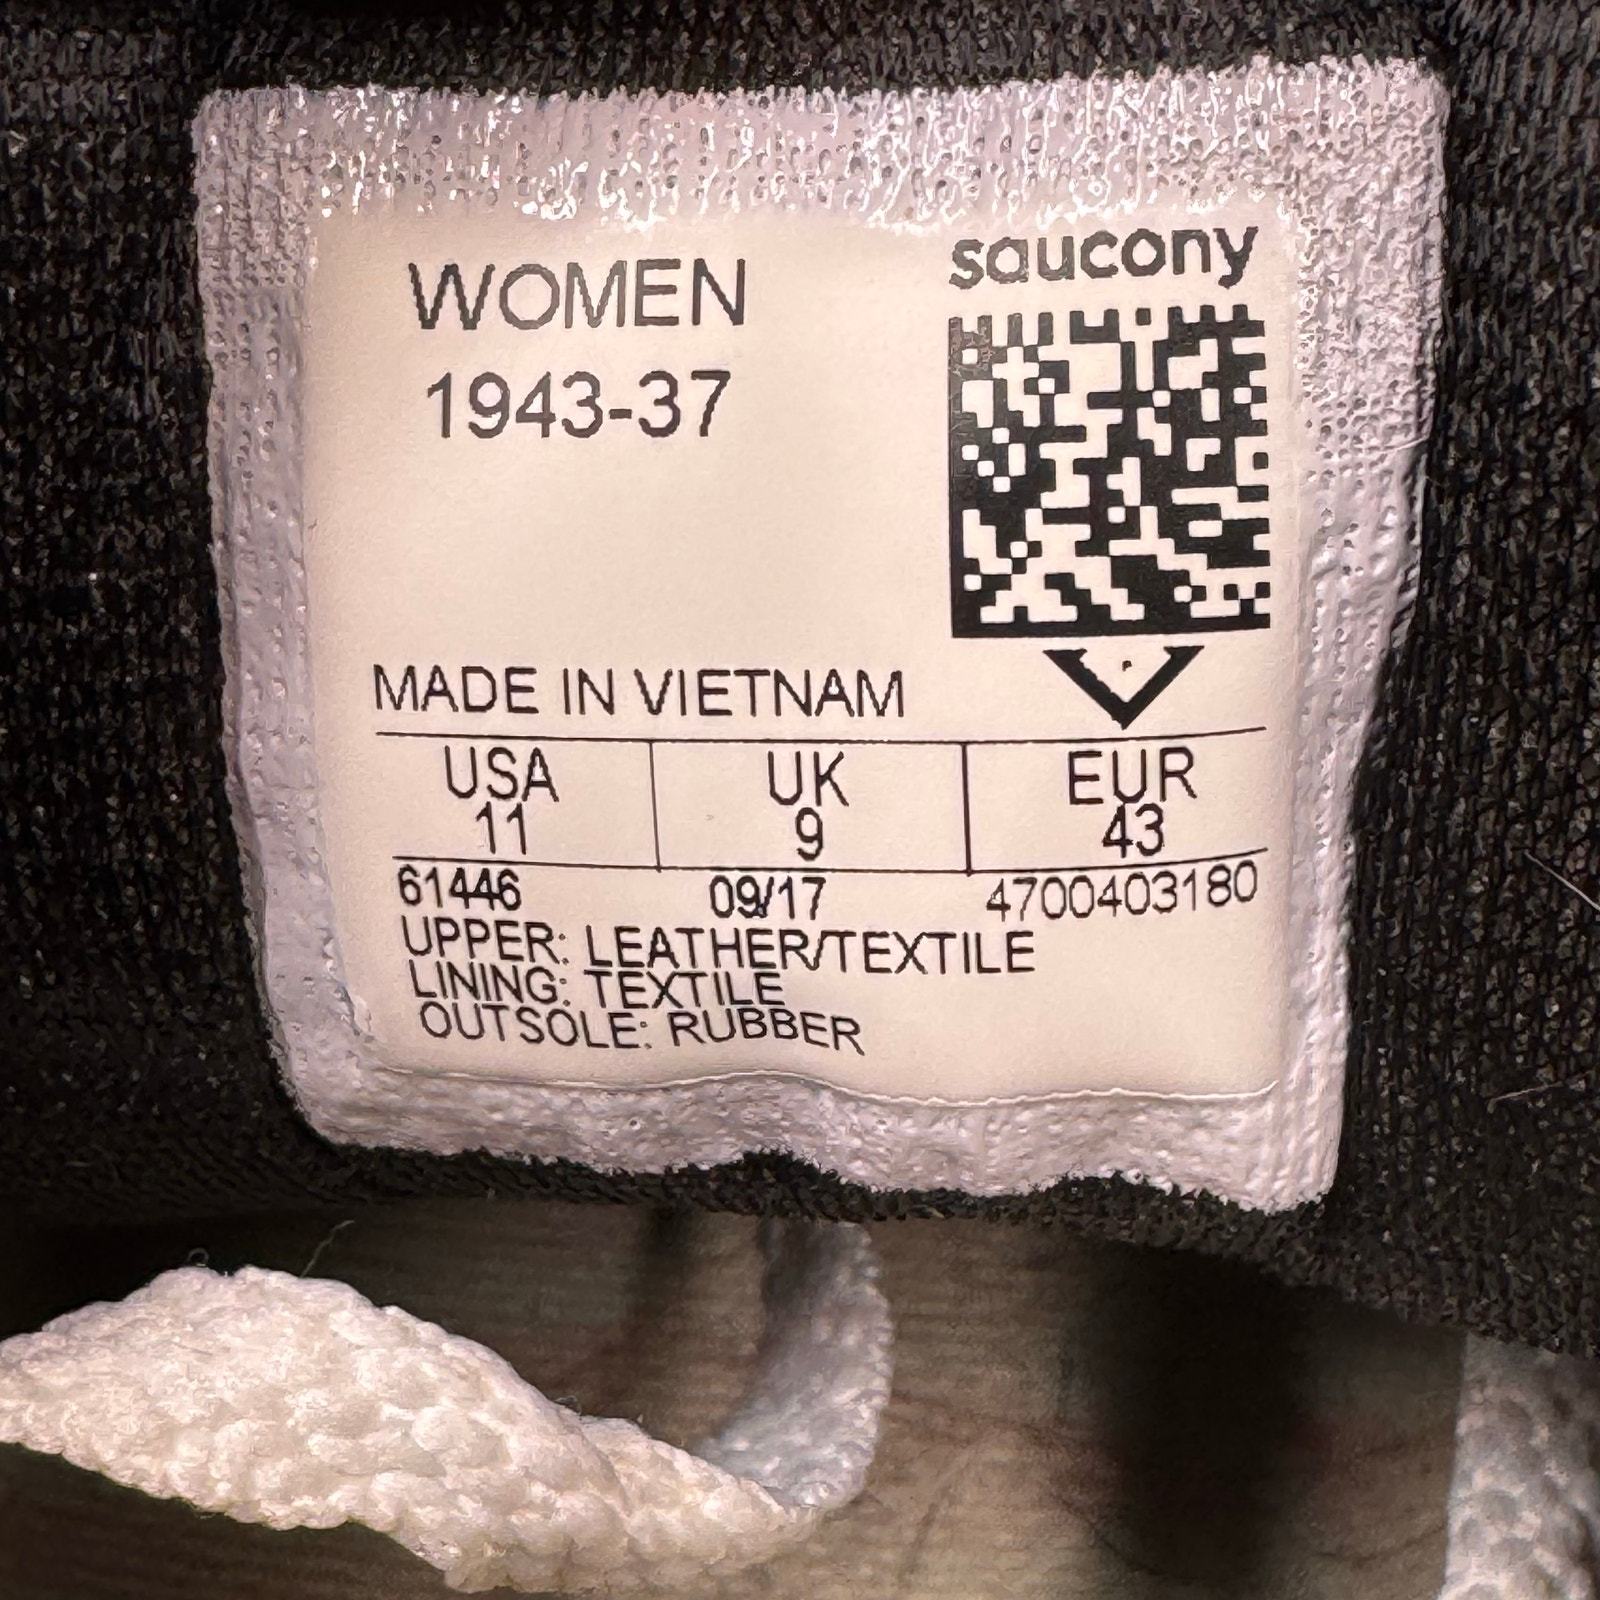 saucony
WOMEN
1943-37
MADE IN VIETNAM
USA UK EUR
11 9 43
61446 09/17 4700403180
UPPER: LEATHER/TEXTILE
LINING: TEXTILE
OUTSOLE: RUBBER